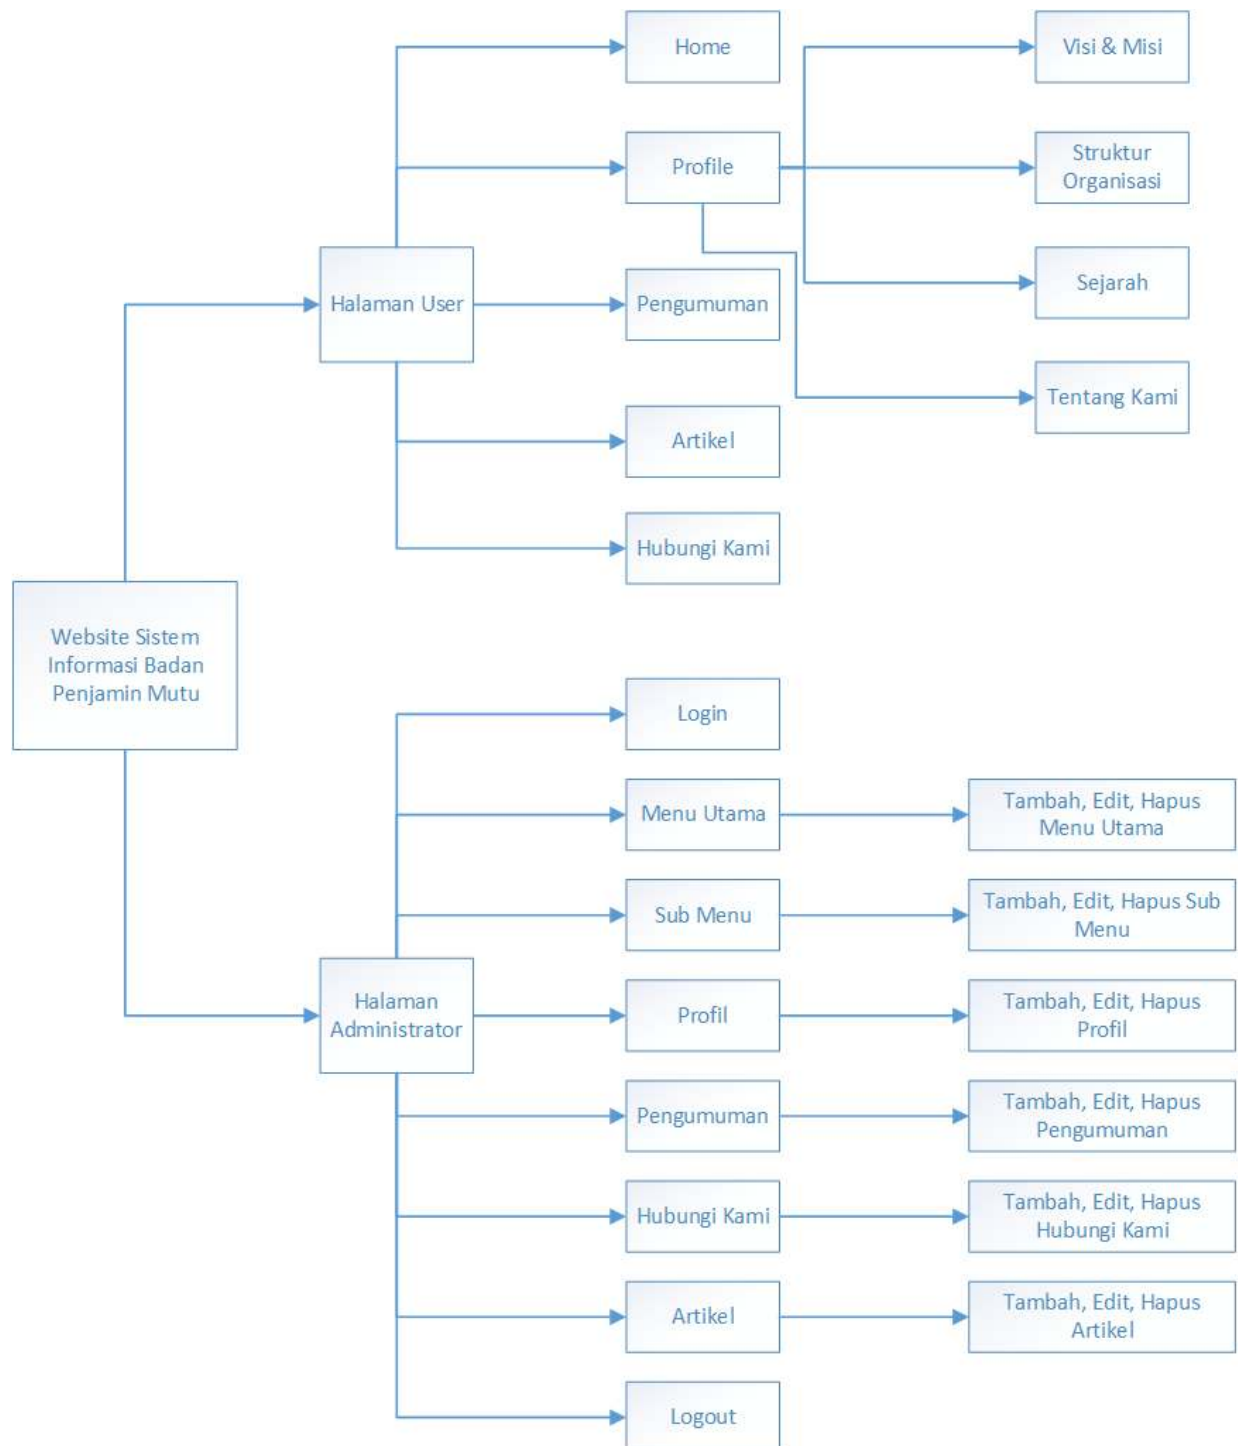 Home
Visi & Misi
Profile
Struktur
Organisasi
Halaman User
Pengumuman
Sejarah
Tentang Kami
Artikel
Hubungi Kami
Website Sistem
Informasi Badan
Penjamin Mutu
Login
Menu Utama
Tambah, Edit, Hapus
Menu Utama
Sub Menu
Tambah, Edit, Hapus Sub
Menu
Halaman
Administrator
Profil
Tambah, Edit, Hapus
Profil
Pengumuman
Tambah, Edit, Hapus
Pengumuman
Hubungi Kami
Tambah, Edit, Hapus
Hubungi Kami
Artikel
Tambah, Edit, Hapus
Artikel
Logout